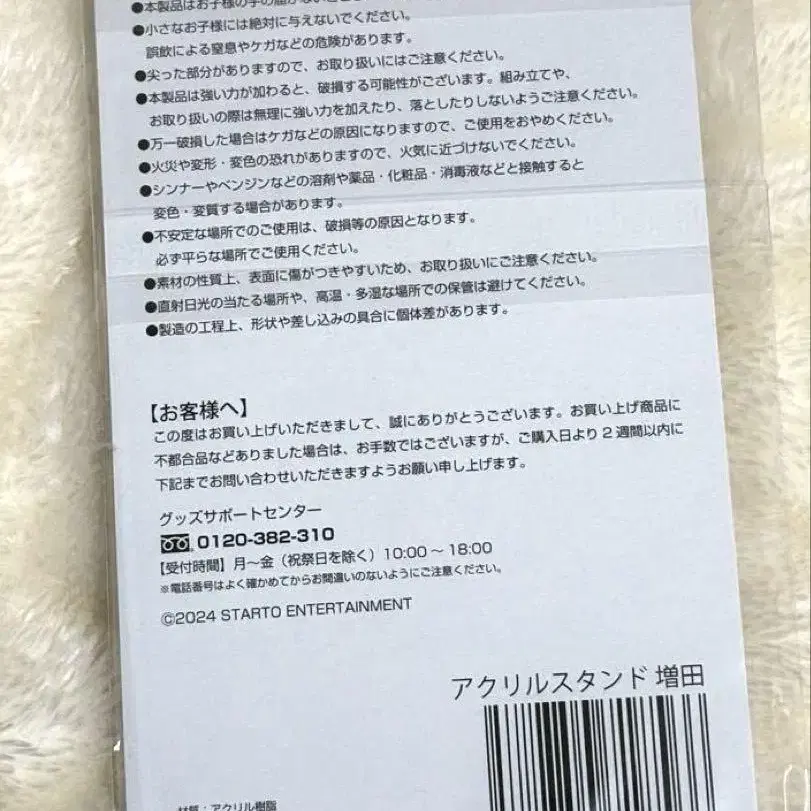 ●本製品はお子様の手の届かない
●小さなお子様には絶対に与えないでください。
誤飲による窒息やケガなどの危険があります。
●尖った部分がありますので、お取り扱いにはご注意ください。
●本製品は強い力が加わると、破損する可能性がございます。組み立てや、
お取り扱いの際は無理に強い力を加えたり、落としたりしないようご注意ください。
●万一破損した場合はケガなどの原因になりますので、ご使用をおやめください。
●火災や変形・変色の恐れがありますので、火気に近づけないでください。
●シンナーやベンジンなどの溶剤や薬品・化粧品・消毒液などと接触すると
変色・変質する場合があります。
●不安定な場所でのご使用は、破損等の原因となります。
必ず平らな場所でご使用ください。
●素材の性質上、表面に傷がつきやすいため、お取り扱いにご注意ください。
●直射日光の当たる場所や、高温・多湿な場所での保管は避けてください。
●製造の工程上、形状や差し込みの具合に個体差があります。
【お客様へ】
この度はお買い上げいただきまして、誠にありがとうございます。お買い上げ商品に
不都合品などありました場合は、お手数ではございますが、ご購入日より2週間以内に
下記までお問い合わせいただきますようお願い申し上げます。
グッズサポートセンター
0120-382-310
【受付時間】月～金（祝祭日を除く）10:00～18:00
※電話番号はよく確かめてからお間違いのないようにご注意ください。
©2024 STARTO ENTERTAINMENT
アクリルスタンド 増田
材質：アクリル樹脂